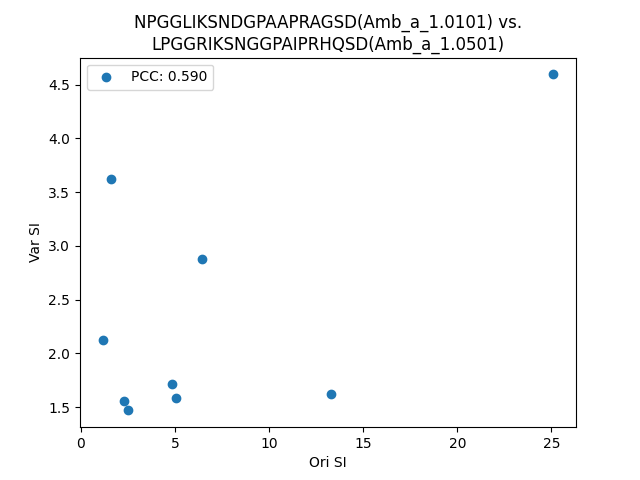 NPGGLIKSNDGPAAPRAGSD(Amb_a_1.0101) vs.
LPGGRIKSNGGPAIPRHQSD(Amb_a_1.0501)
PCC: 0.590
4.5
4.0
3.5
3.0
2.5
2.0
1.5
Var SI
0 5 10 15 20 25
Ori SI